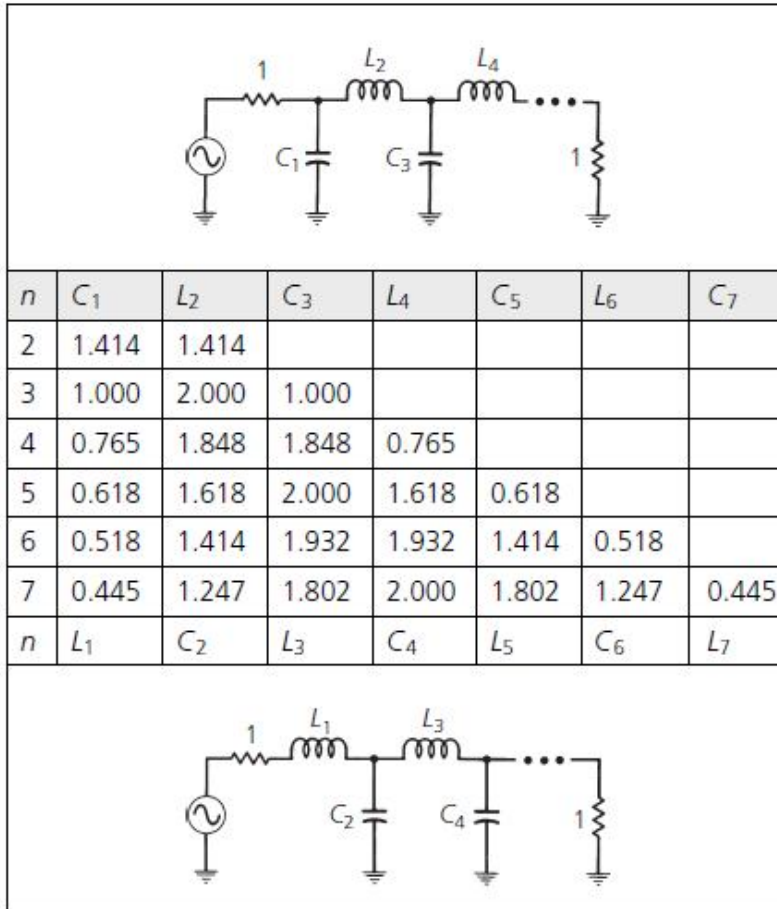 1 L2 L4
C1 C3 1
n C1 L2 C3 L4 C5 L6 C7
2 1.414 1.414
3 1.000 2.000 1.000
4 0.765 1.848 1.848 0.765
5 0.618 1.618 2.000 1.618 0.618
6 0.518 1.414 1.932 1.932 1.414 0.518
7 0.445 1.247 1.802 2.000 1.802 1.247 0.445
n L1 C2 L3 C4 L5 C6 L7
1 L1 L3
C2 C4 1